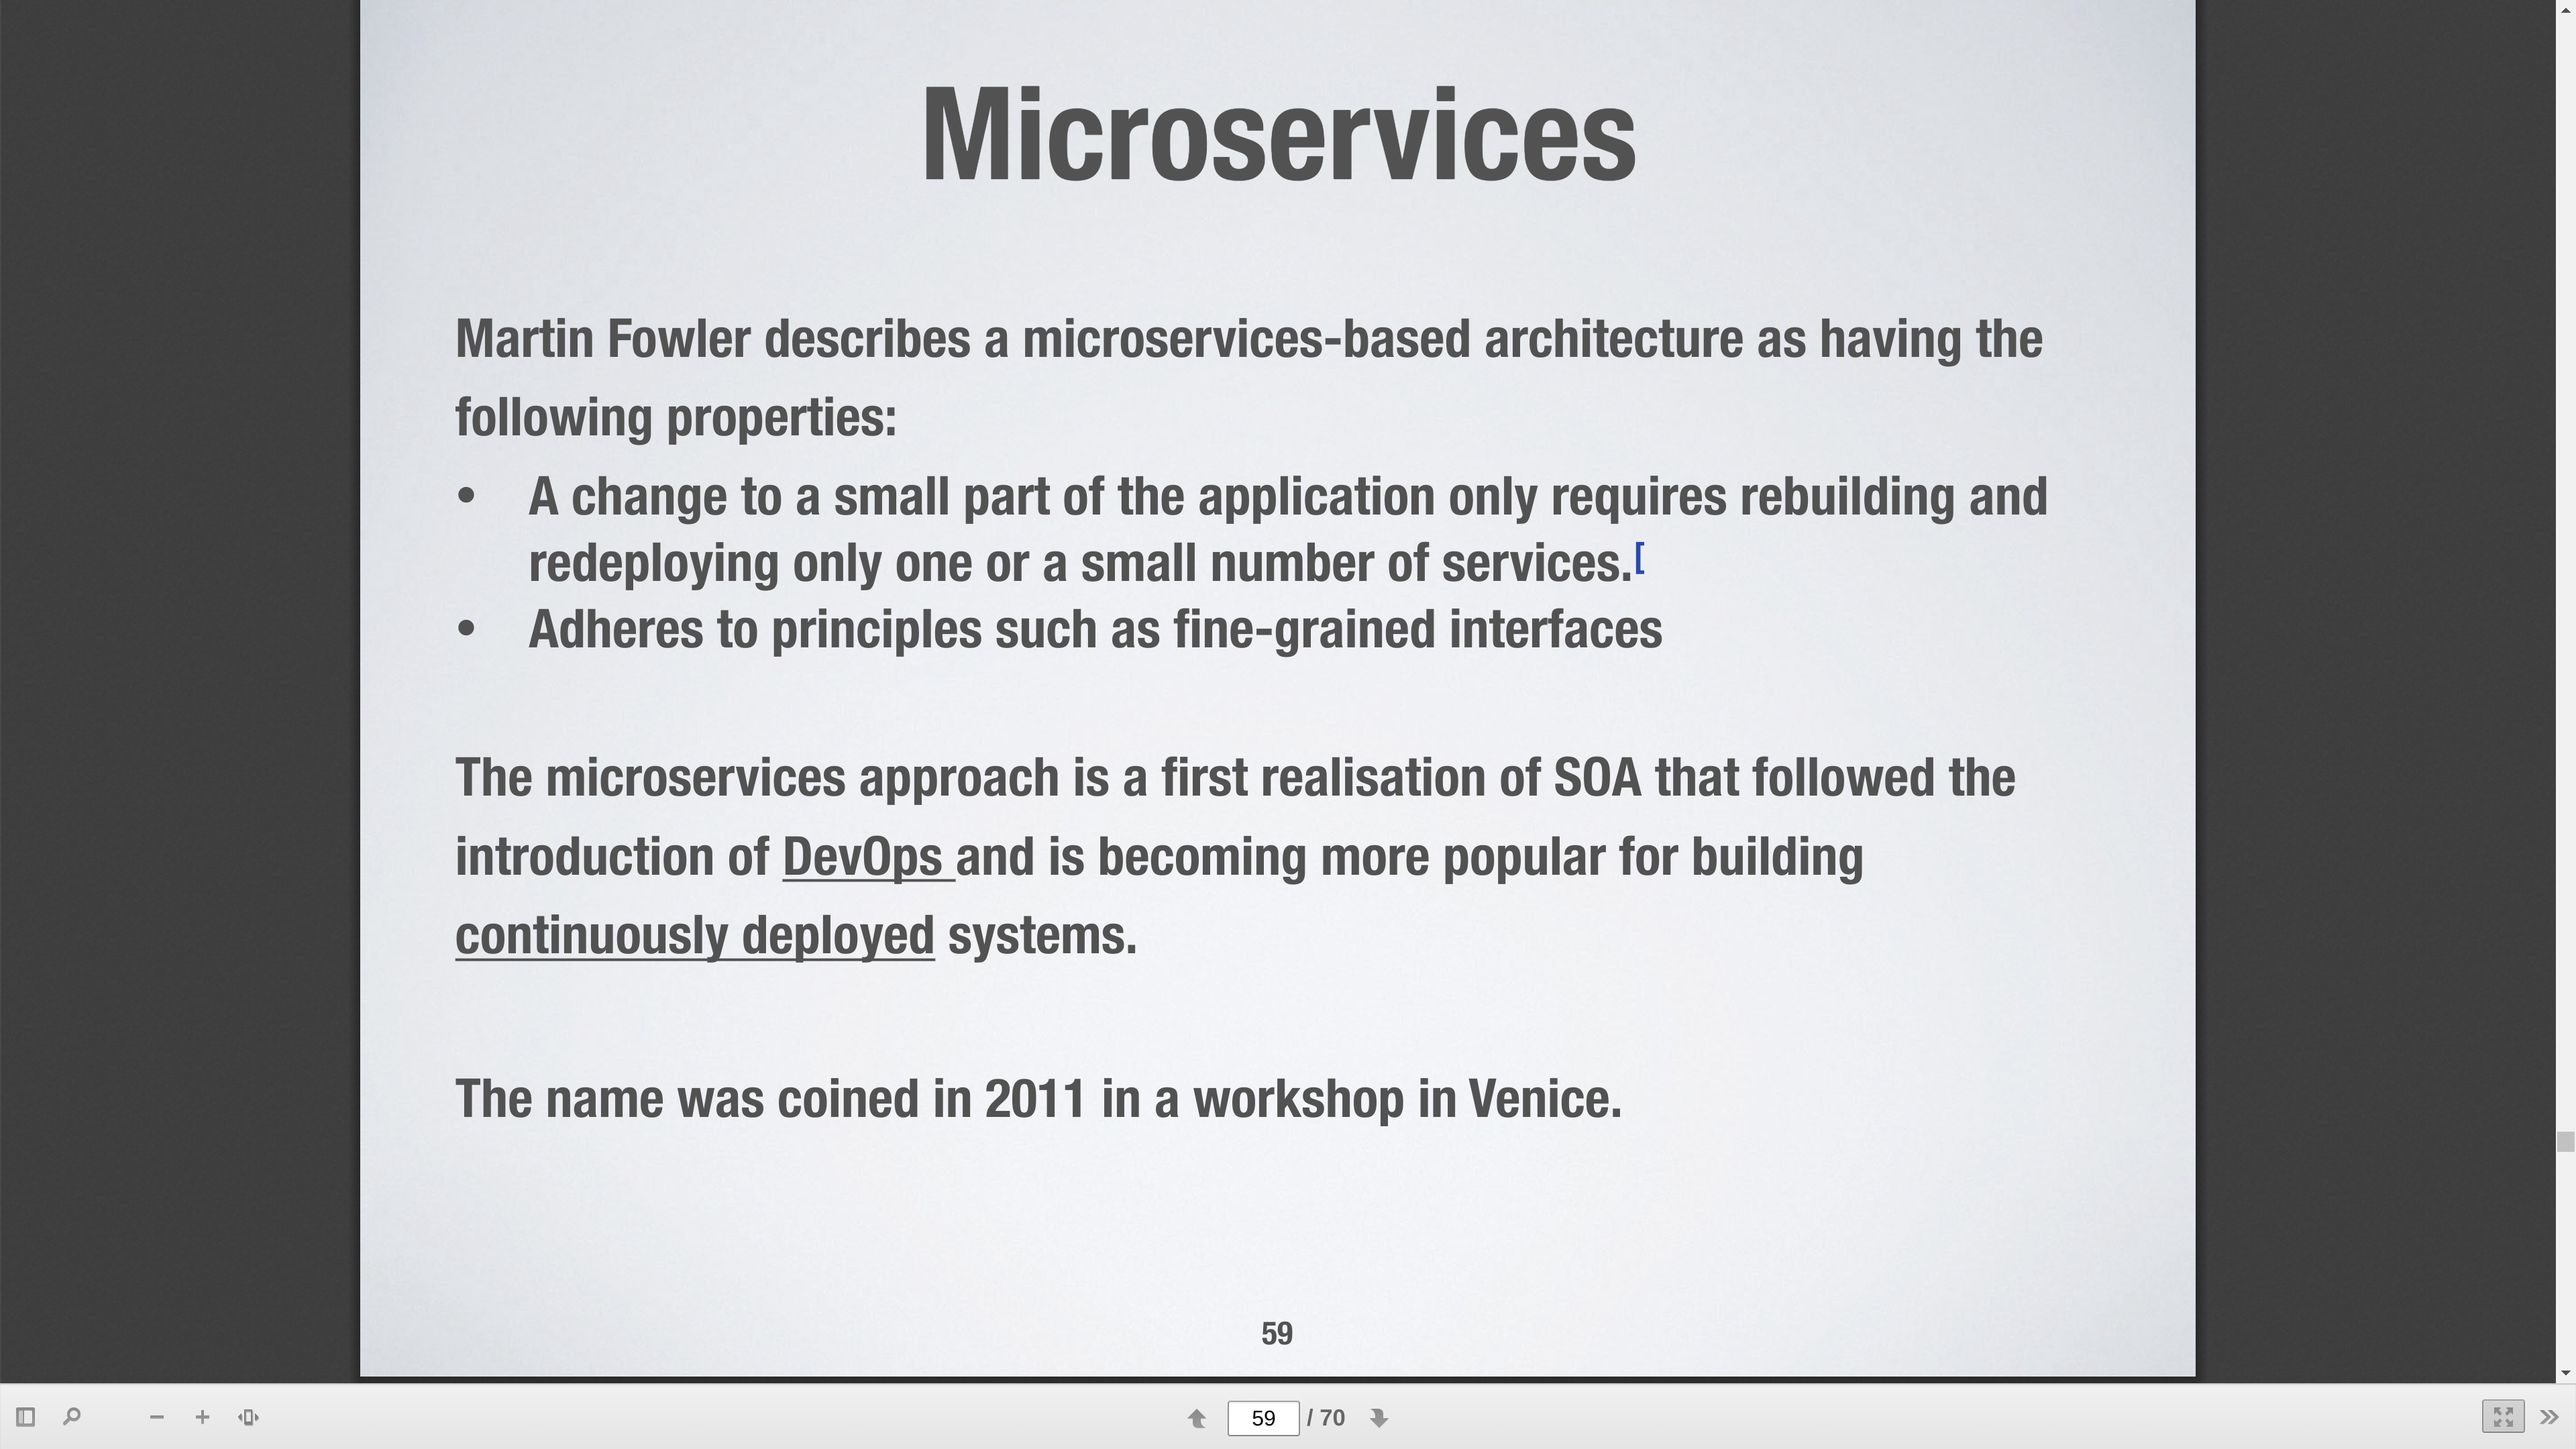 Microservices
Martin Fowler describes a microservices-based architecture as having the
following properties:
• A change to a small part of the application only requires rebuilding and
redeploying only one or a small number of services.[
• Adheres to principles such as fine-grained interfaces
The microservices approach is a first realisation of SOA that followed the
introduction of DevOps and is becoming more popular for building
continuously deployed systems.
The name was coined in 2011 in a workshop in Venice.
59
59 / 70